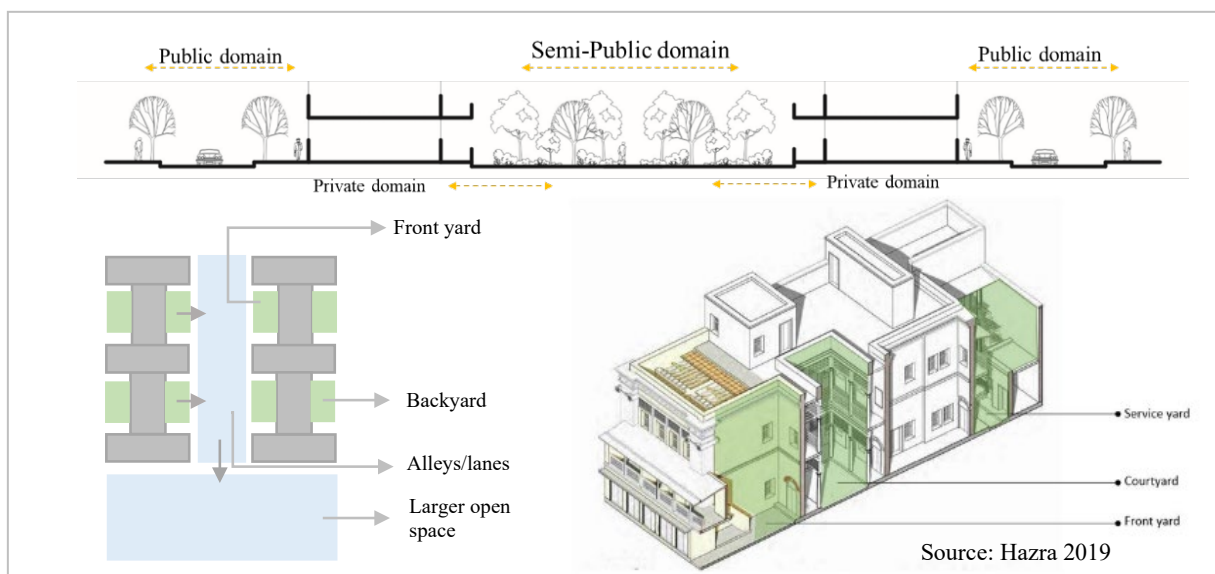 Public domain
Semi-Public domain
Public domain
Private domain
Private domain
Front yard
Backyard
Alleys/lanes
Larger open
space
Service yard
Courtyard
Front yard
Source: Hazra 2019